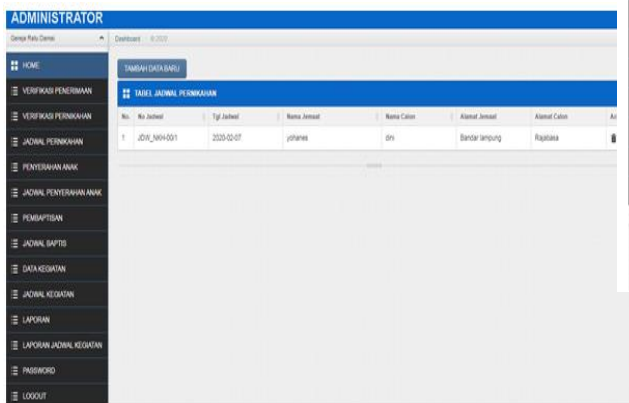 ADMINISTRATOR
Gereja Ratu Damai
Dashboard © 2020
HOME
VERIFIKASI PENERIMAAN
VERIFIKASI PERNIKAHAN
JADWAL PERNIKAHAN
PENYERAHAN ANAK
JADWAL PENYERAHAN ANAK
PEMBAPTISAN
JADWAL BAPTIS
DATA KEGIATAN
JADWAL KEGIATAN
LAPORAN
LAPORAN JADWAL KEGIATAN
PASSWORD
LOGOUT
TAMBAH DATA BARU
TABEL JADWAL PERNIKAHAN
No. No Jadwal Tgl Jadwal Nama Jemaat Nama Calon Alamat Jemaat Alamat Calon
1 JDW_NKH-00/1 2020-02-07 yohanes dini Bandar lampung Rajabasa